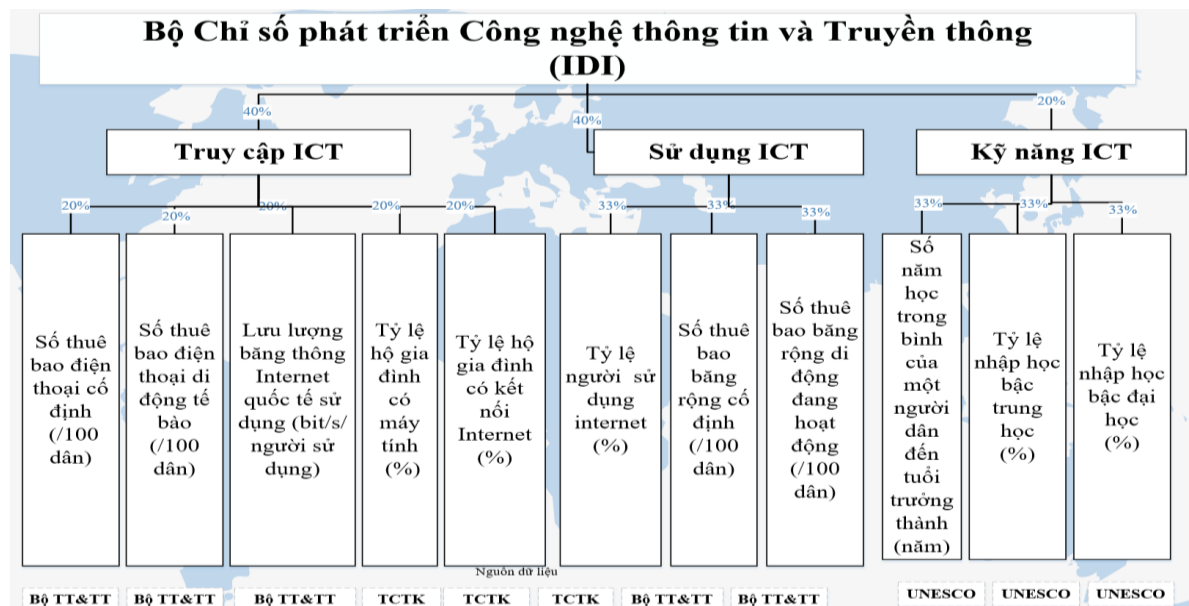 Bộ Chỉ số phát triển Công nghệ thông tin và Truyền thông
(IDI)
40%
40%
20%
Truy cập ICT
Sử dụng ICT
Kỹ năng ICT
20%
20%
20%
20%
20%
33%
33%
33%
33%
33%
33%
Số thuê
bao điện
thoại cố
định
(/100
dân)
Số thuê
bao điện
thoại di
động tế
bào
(/100
dân)
Lưu lượng
băng thông
Internet
quốc tế sử
dụng (bit/s/
người sử
dụng)
Tỷ lệ
hộ gia
đình
có
máy
tính
(%)
Tỷ lệ hộ
gia đình
có kết
nối
Internet
(%)
Tỷ lệ
người sử
dụng
internet
(%)
Số thuê
bao
băng
rộng cố
định
(/100
dân)
Số thuê
bao băng
rộng di
động
đang
hoạt
động
(/100
dân)
Số
năm
học
trong
bình
của
một
người
dân
đến
tuổi
trưởng
thành
(năm)
Tỷ lệ
nhập học
bậc
trung
học
(%)
Tỷ lệ
nhập học
bậc đại
học
(%)
Nguồn dữ liệu
Bộ TT&TT
Bộ TT&TT
Bộ TT&TT
TCTK
TCTK
TCTK
Bộ TT&TT
Bộ TT&TT
UNESCO
UNESCO
UNESCO